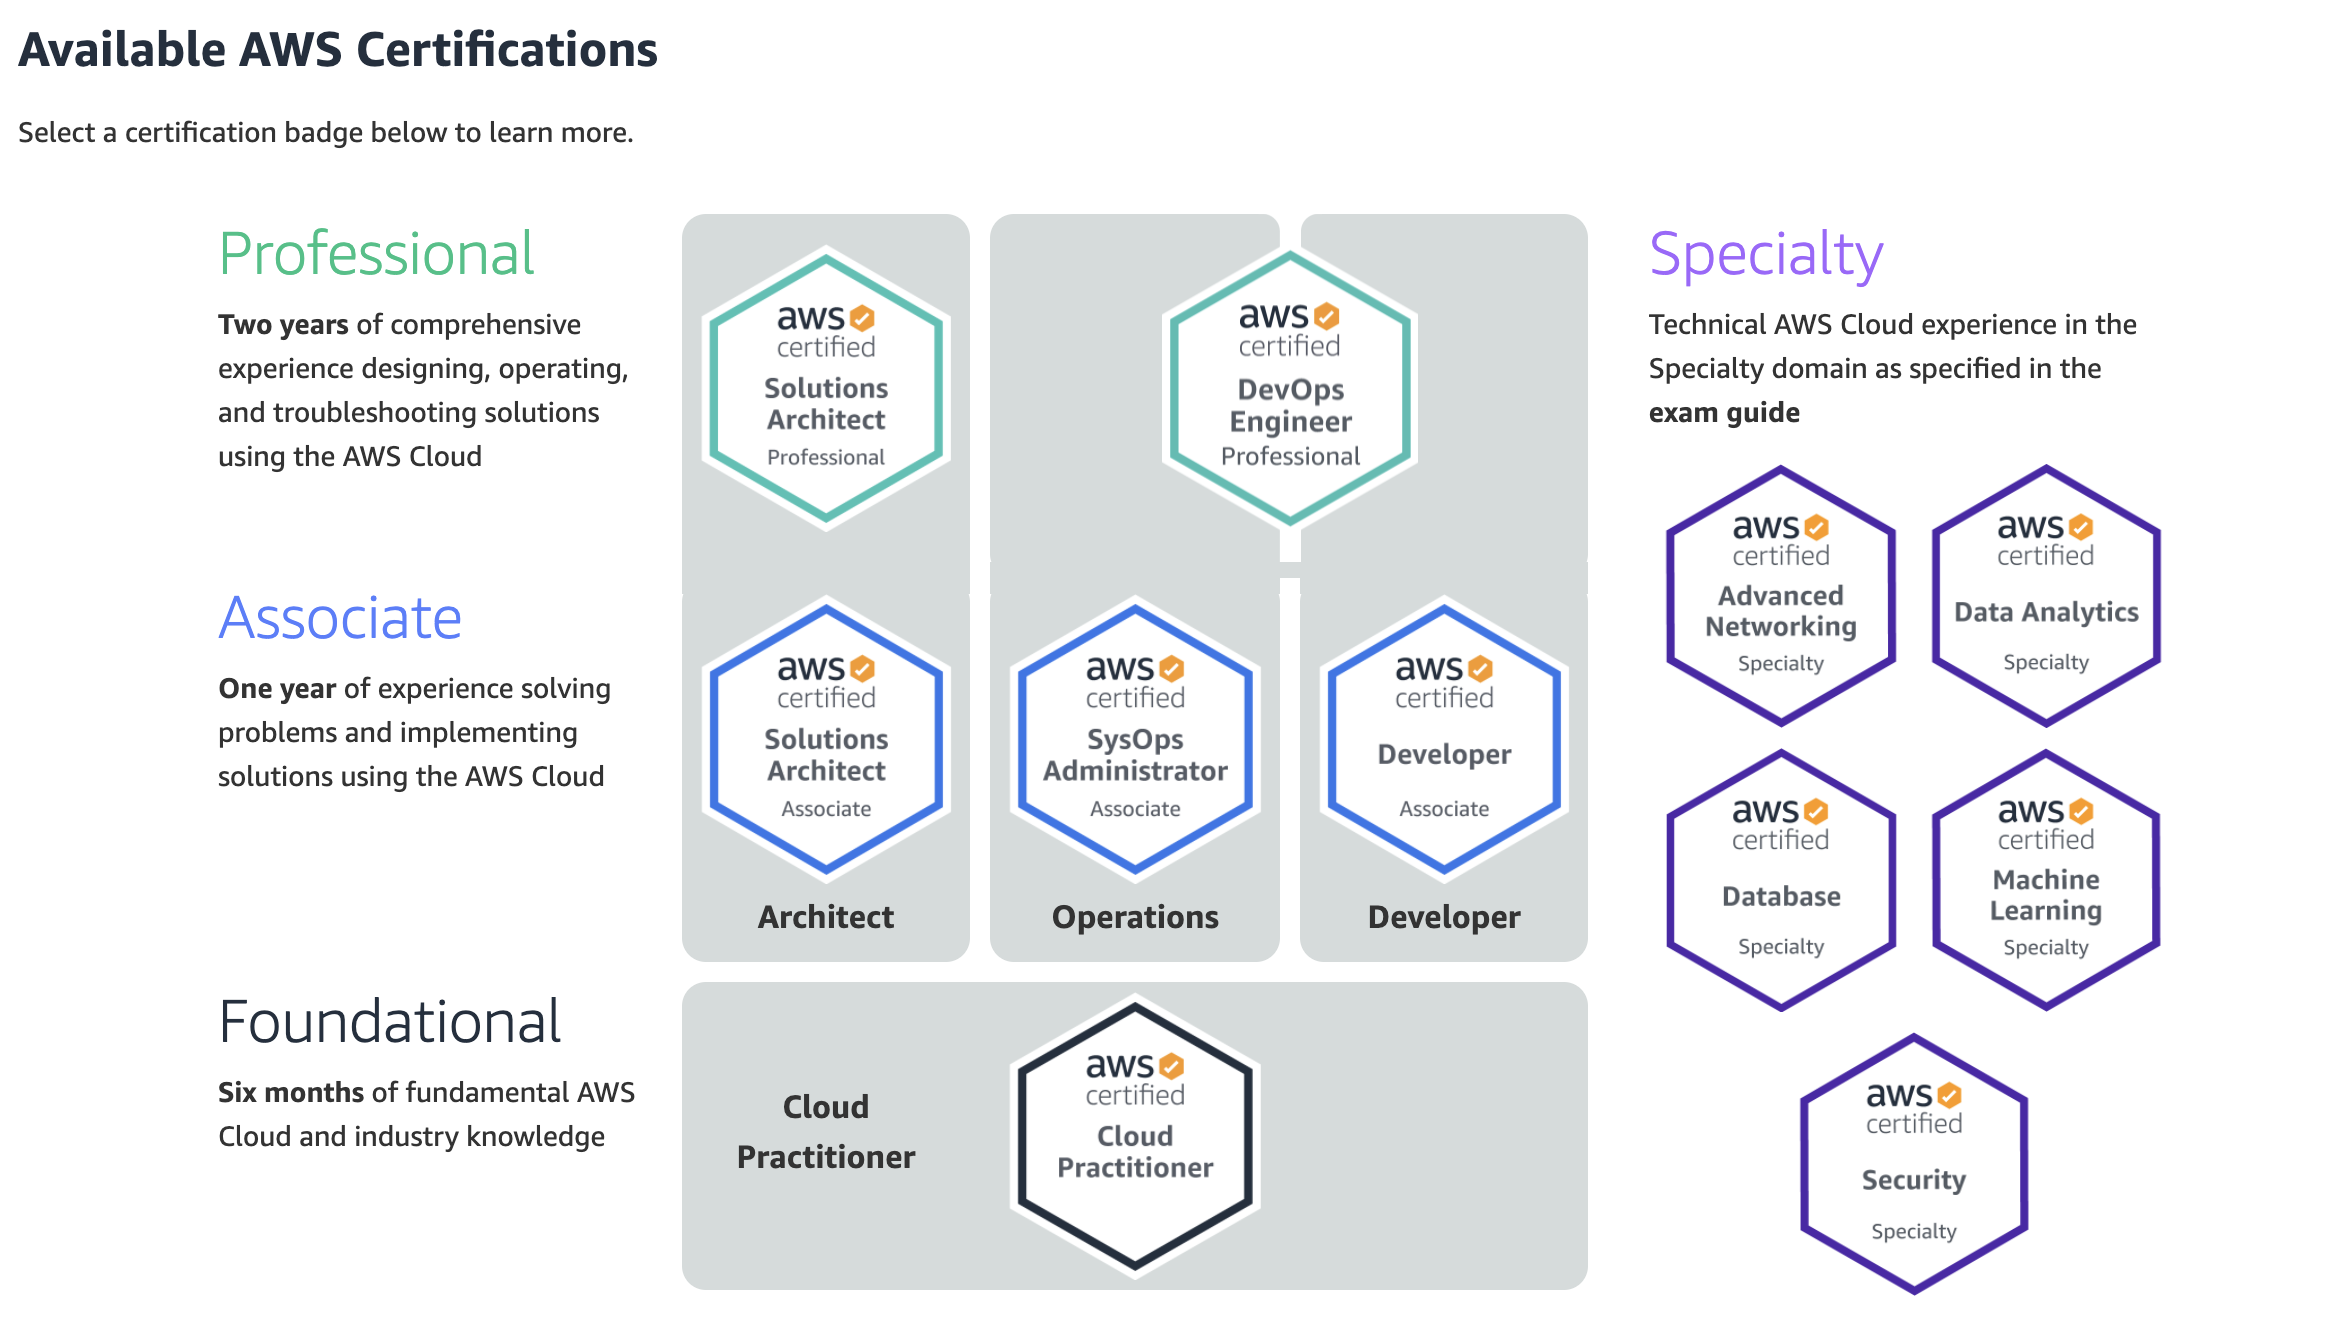 Available AWS Certifications
Select a certification badge below to learn more.
Professional
Two years of comprehensive
experience designing, operating,
and troubleshooting solutions
using the AWS Cloud
aws
certified
Solutions
Architect
Professional
aws
certified
DevOps
Engineer
Professional
Associate
One year of experience solving
problems and implementing
solutions using the AWS Cloud
aws
certified
Solutions
Architect
Associate
aws
certified
SysOps
Administrator
Associate
aws
certified
Developer
Associate
Architect
Operations
Developer
Foundational
Six months of fundamental AWS
Cloud and industry knowledge
Cloud
Practitioner
aws
certified
Cloud
Practitioner
Specialty
Technical AWS Cloud experience in the
Specialty domain as specified in the
exam guide
aws
certified
Advanced
Networking
Specialty
aws
certified
Data Analytics
Specialty
aws
certified
Database
Specialty
aws
certified
Machine
Learning
Specialty
aws
certified
Security
Specialty